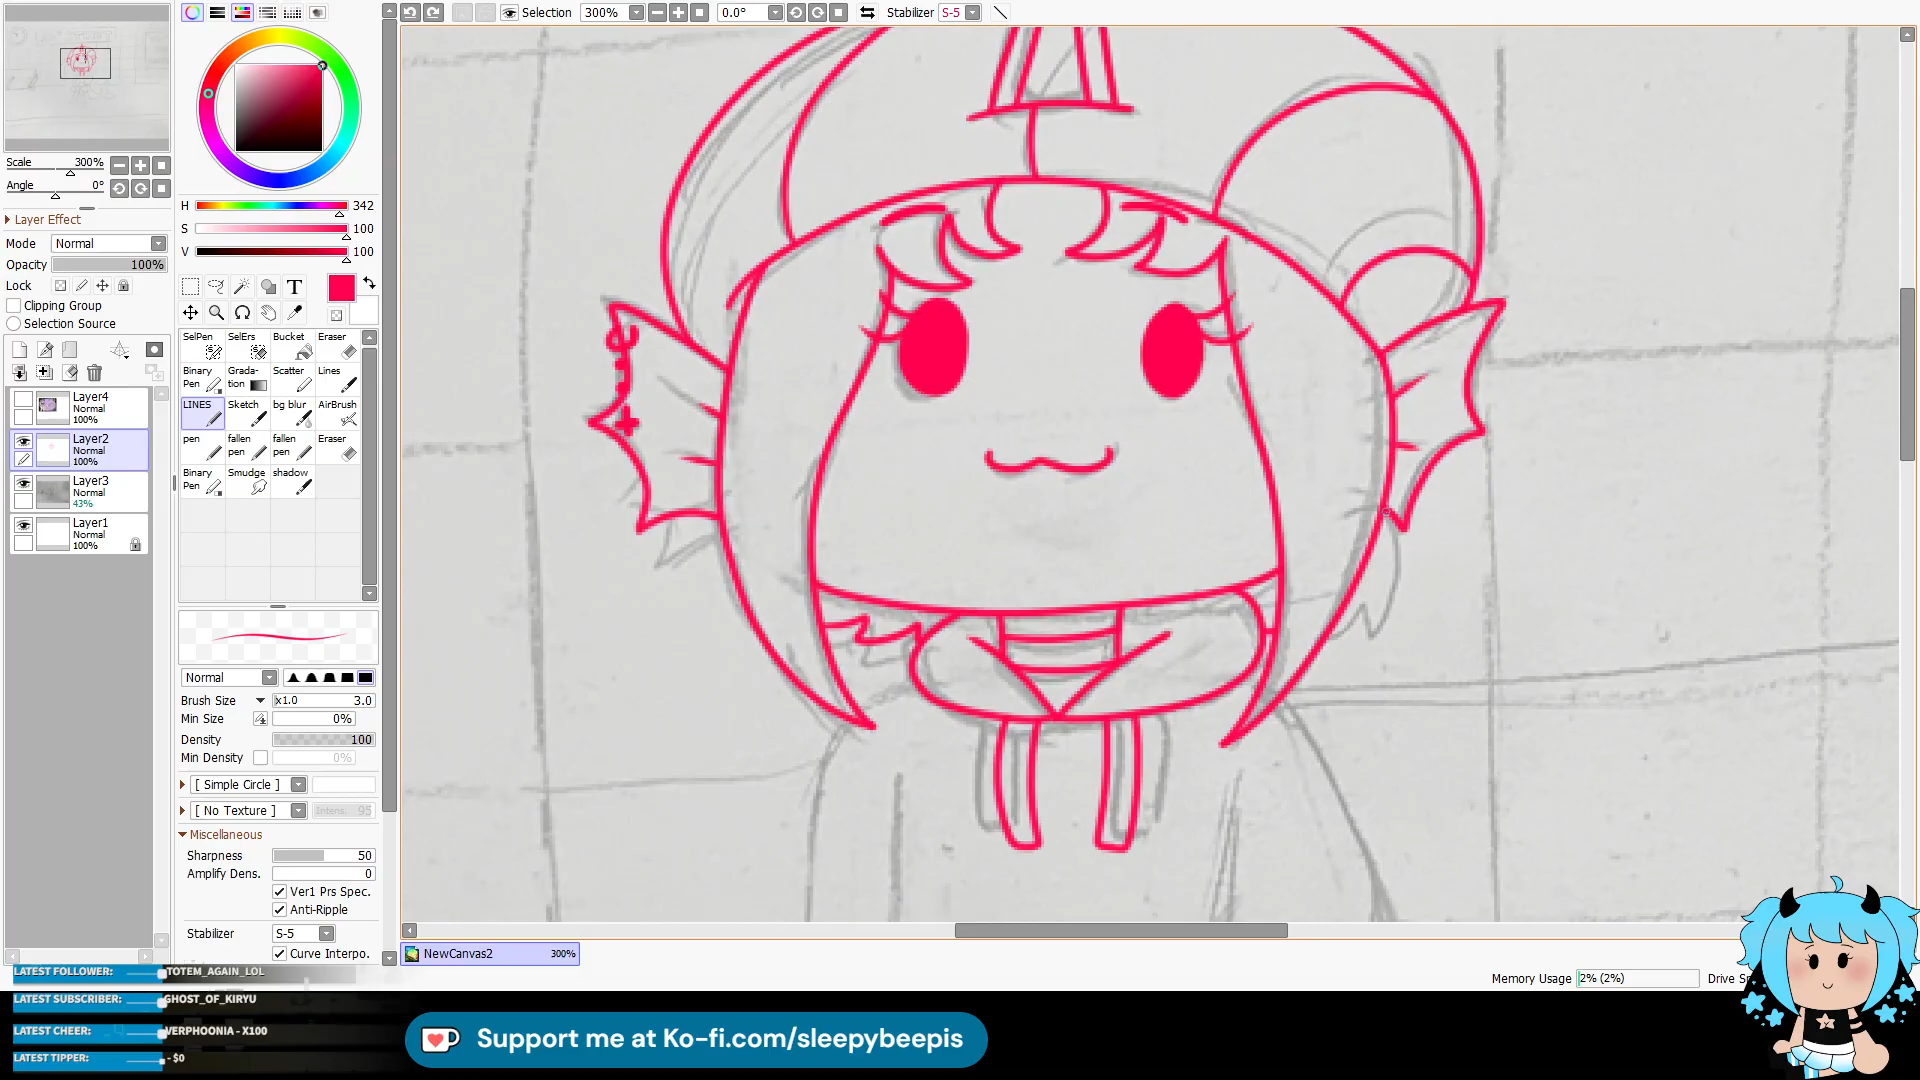 Selection 300% 0.0° Stabilizer S-5
Scale 300%
Angle 0°
Layer Effect
Mode Normal
Opacity 100%
Lock
Clipping Group
Selection Source
Layer4
Normal
100%
Layer2
Normal
100%
Layer3
Normal
43%
Layer1
Normal
100%
H 342
S 100
V 100
T
SelPen SelErs Bucket Eraser
Binary Pen Grada- tion Scatter Lines
LINES Sketch bg blur AirBrush
pen fallen pen fallen pen Eraser
Binary Pen Smudge shadow
Normal
Brush Size x1.0 3.0
Min Size 0%
Density 100
Min Density 0%
[ Simple Circle ]
[ No Texture ] Intens. 95
Miscellaneous
Sharpness 50
Amplify Dens. 0
Ver1 Prs Spec.
Anti-Ripple
Stabilizer S-5
Curve Interpo.
NewCanvas2 300%
Memory Usage 2% (2%) Drive
LATEST FOLLOWER: TOTEM_AGAIN_LOL
LATEST SUBSCRIBER: GHOST_OF_KIRYU
LATEST CHEER: VERPHOONIA - X100
LATEST TIPPER: - $0
Support me at Ko-fi.com/sleepybeepis